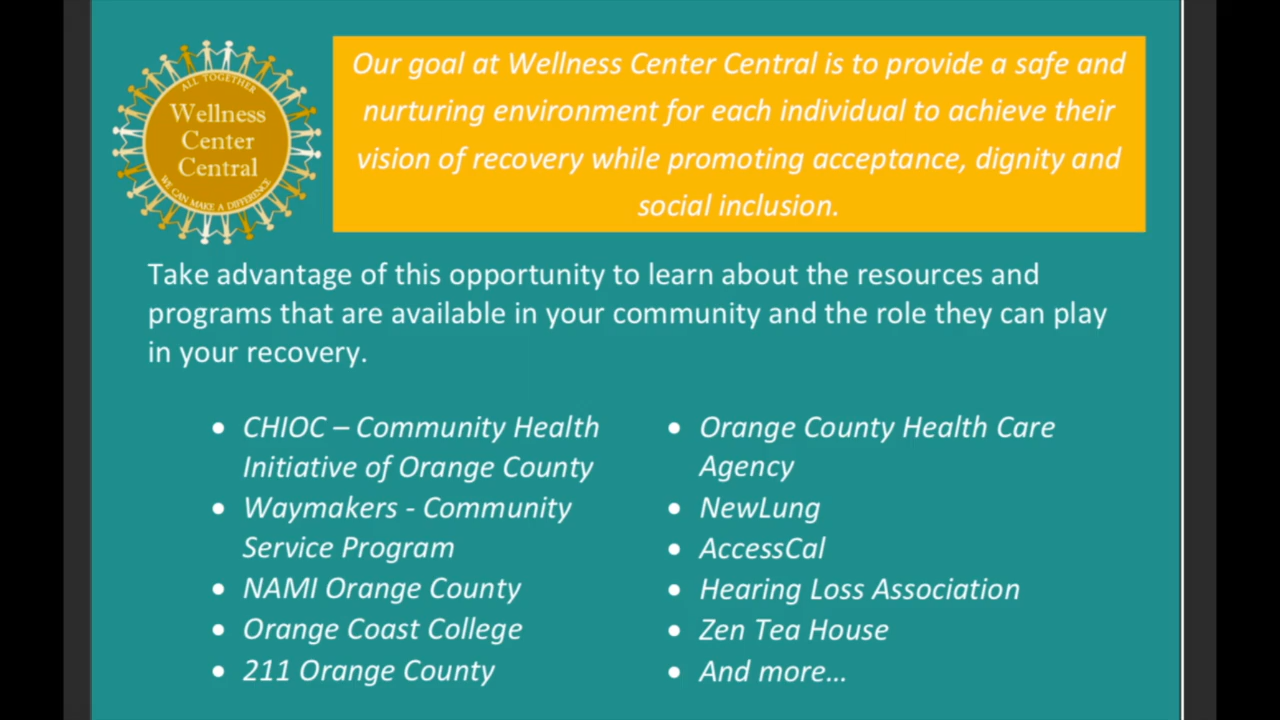 ALL TOGETHER
Wellness
Center
Central
WE CAN MAKE A DIFFERENCE
Our goal at Wellness Center Central is to provide a safe and
nurturing environment for each individual to achieve their
vision of recovery while promoting acceptance, dignity and
social inclusion.
Take advantage of this opportunity to learn about the resources and
programs that are available in your community and the role they can play
in your recovery.
• CHIOC – Community Health
Initiative of Orange County
• Waymakers - Community
Service Program
• NAMI Orange County
• Orange Coast College
• 211 Orange County
• Orange County Health Care
Agency
• NewLung
• AccessCal
• Hearing Loss Association
• Zen Tea House
• And more...